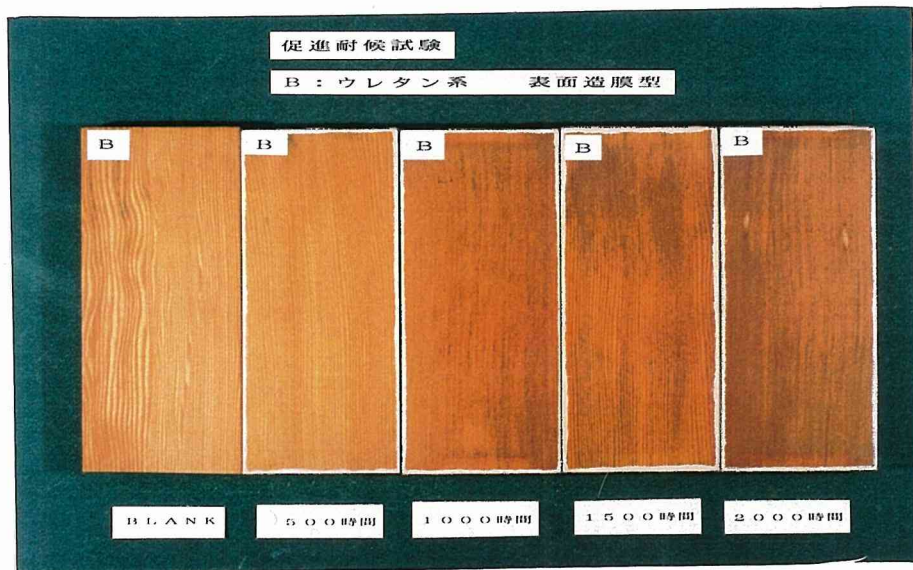 促進耐候試験
B：ウレタン系　表面造膜型
B
B
B
B
B
BLANK
500時間
1000時間
1500時間
2000時間